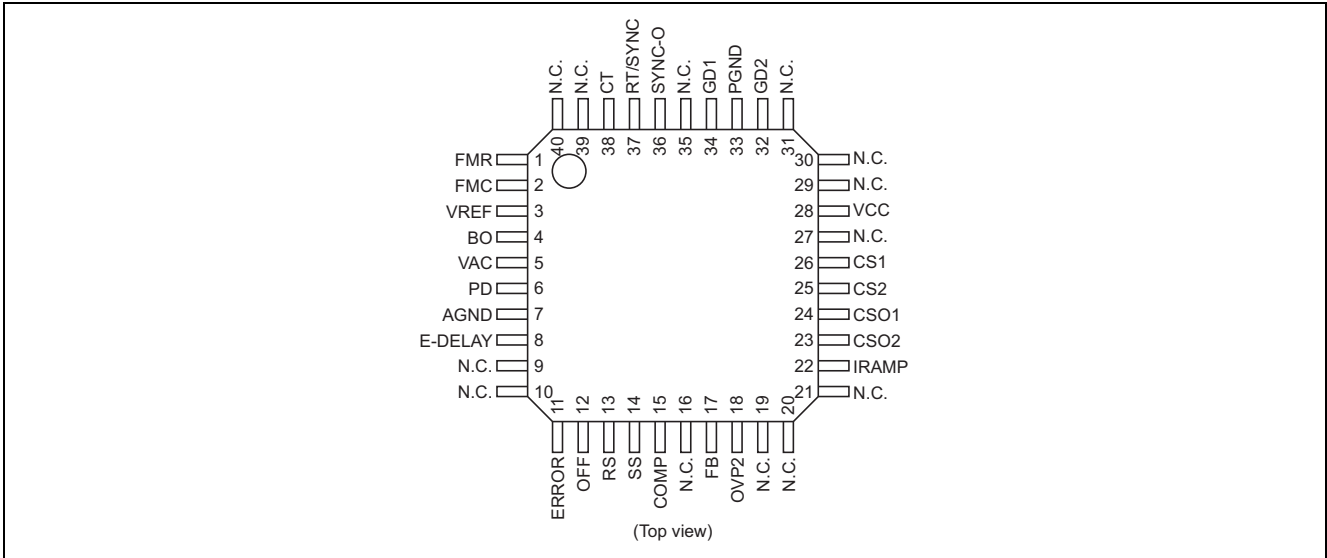 N.C. N.C. CT RT/SYNC SYNC-O N.C. GD1 PGND GD2 N.C.
40 39 38 37 36 35 34 33 32 31
FMR 1 30 N.C.
FMC 2 29 N.C.
VREF 3 28 VCC
BO 4 27 N.C.
VAC 5 26 CS1
PD 6 25 CS2
AGND 7 24 CSO1
E-DELAY 8 23 CSO2
N.C. 9 22 IRAMP
N.C. 10 21 N.C.
11 12 13 14 15 16 17 18 19 20
ERROR OFF RS SS COMP N.C. FB OVP2 N.C. N.C.
(Top view)